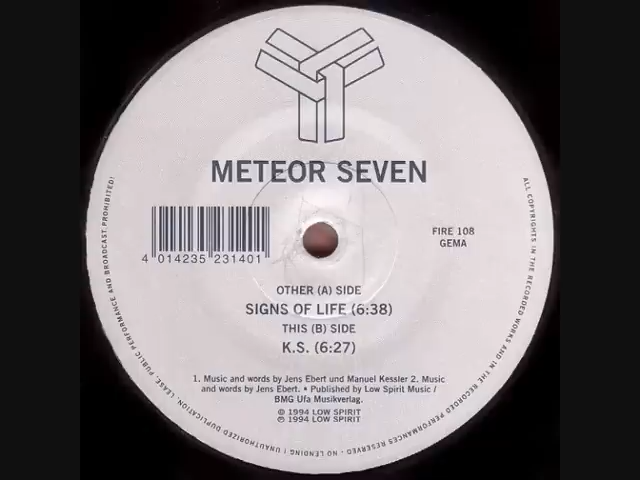 METEOR SEVEN
4 014235 231401
FIRE 108
GEMA
OTHER (A) SIDE
SIGNS OF LIFE (6:38)
THIS (B) SIDE
K.S. (6:27)
1. Music and words by Jens Ebert und Manuel Kessler 2. Music
and words by Jens Ebert. • Published by Low Spirit Music /
BMG Ufa Musikverlag.
© 1994 LOW SPIRIT
℗ 1994 LOW SPIRIT
ALL COPYRIGHTS IN THE RECORDED WORKS AND IN THE RECORDED PERFORMANCES RESERVED - NO LENDING / UNAUTHORIZED DUPLICATION, LEASE, PUBLIC PERFORMANCE AND BROADCAST PROHIBITED!